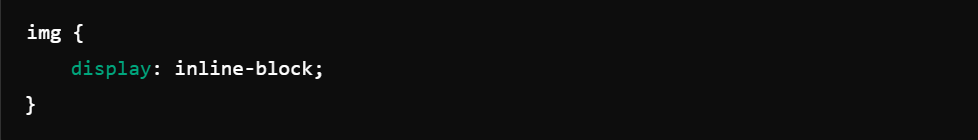 img {
    display: inline-block;
}